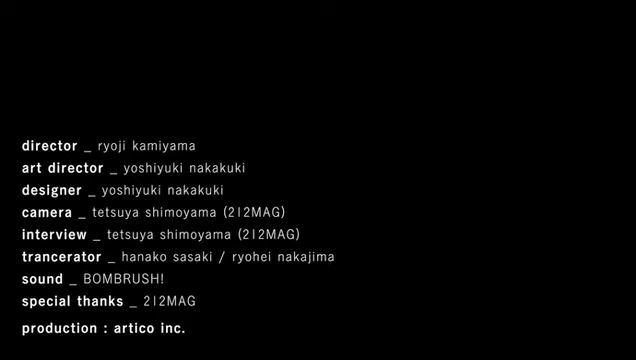 director _ ryoji kamiyama
art director _ yoshiyuki nakakuki
designer _ yoshiyuki nakakuki
camera _ tetsuya shimoyama (212MAG)
interview _ tetsuya shimoyama (212MAG)
trancerator _ hanako sasaki / ryohei nakajima
sound _ BOMBRUSH!
special thanks _ 212MAG
production : artico inc.